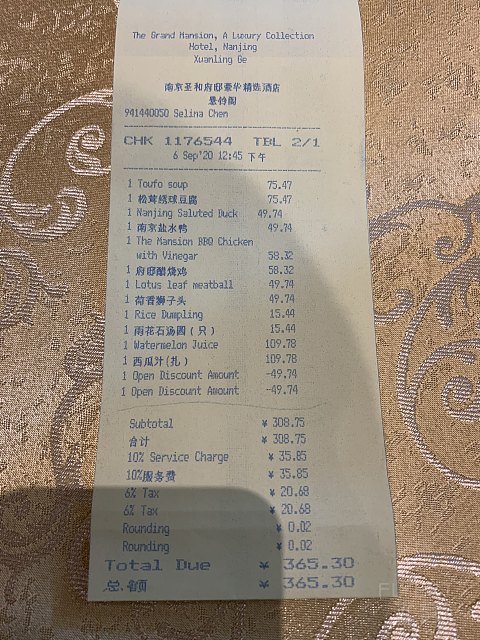 The Grand Mansion, A Luxury Collection
Hotel, Nanjing
Xuanling Ge
南京圣和府邸豪华精选酒店
悬铃阁
941440050 Selina Chen
CHK 1176544 TBL 2/1
6 Sep'20 12:45 下午
1 Toufo soup 75.47
1 松茸绣球豆腐 75.47
1 Nanjing Saluted Duck 49.74
1 南京盐水鸭 49.74
1 The Mansion BBQ Chicken
with Vinegar 58.32
1 府邸醋烧鸡 58.32
1 Lotus leaf meatball 49.74
1 荷香狮子头 49.74
1 Rice Dumpling 15.44
1 雨花石汤圆(只) 15.44
1 Watermelon Juice 109.78
1 西瓜汁(扎) 109.78
1 Open Discount Amount -49.74
1 Open Discount Amount -49.74
Subtotal ¥ 308.75
合计 ¥ 308.75
10% Service Charge ¥ 35.85
10%服务费 ¥ 35.85
6% Tax ¥ 20.68
6% Tax ¥ 20.68
Rounding ¥ 0.02
Rounding ¥ 0.02
Total Due ¥ 365.30
总额 ¥ 365.30